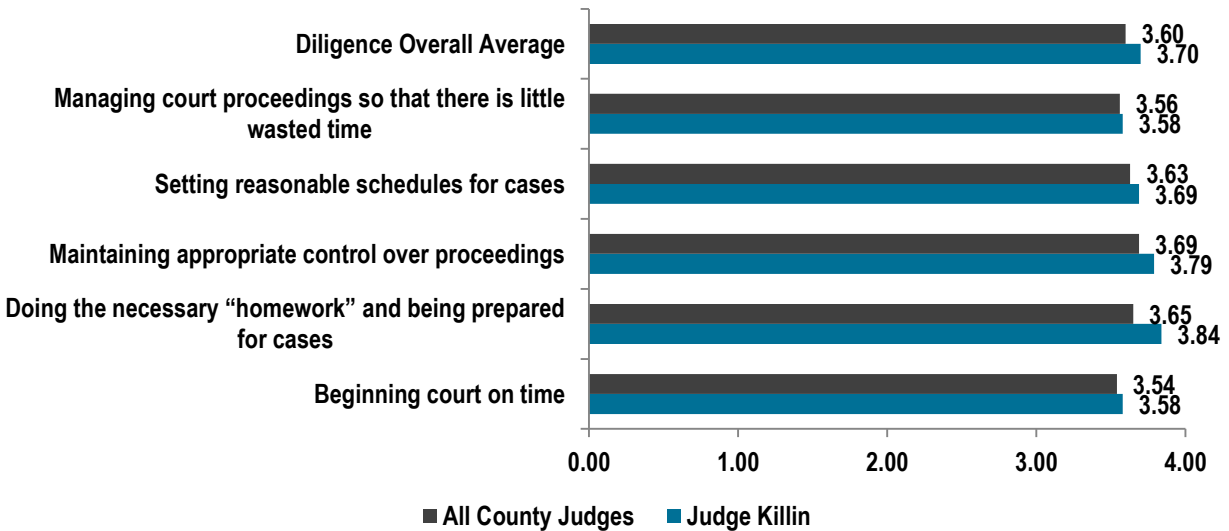 Diligence Overall Average
3.60
3.70
Managing court proceedings so that there is little
wasted time
3.56
3.58
Setting reasonable schedules for cases
3.63
3.69
Maintaining appropriate control over proceedings
3.69
3.79
Doing the necessary “homework” and being prepared
for cases
3.65
3.84
Beginning court on time
3.54
3.58
0.00 1.00 2.00 3.00 4.00
All County Judges Judge Killin